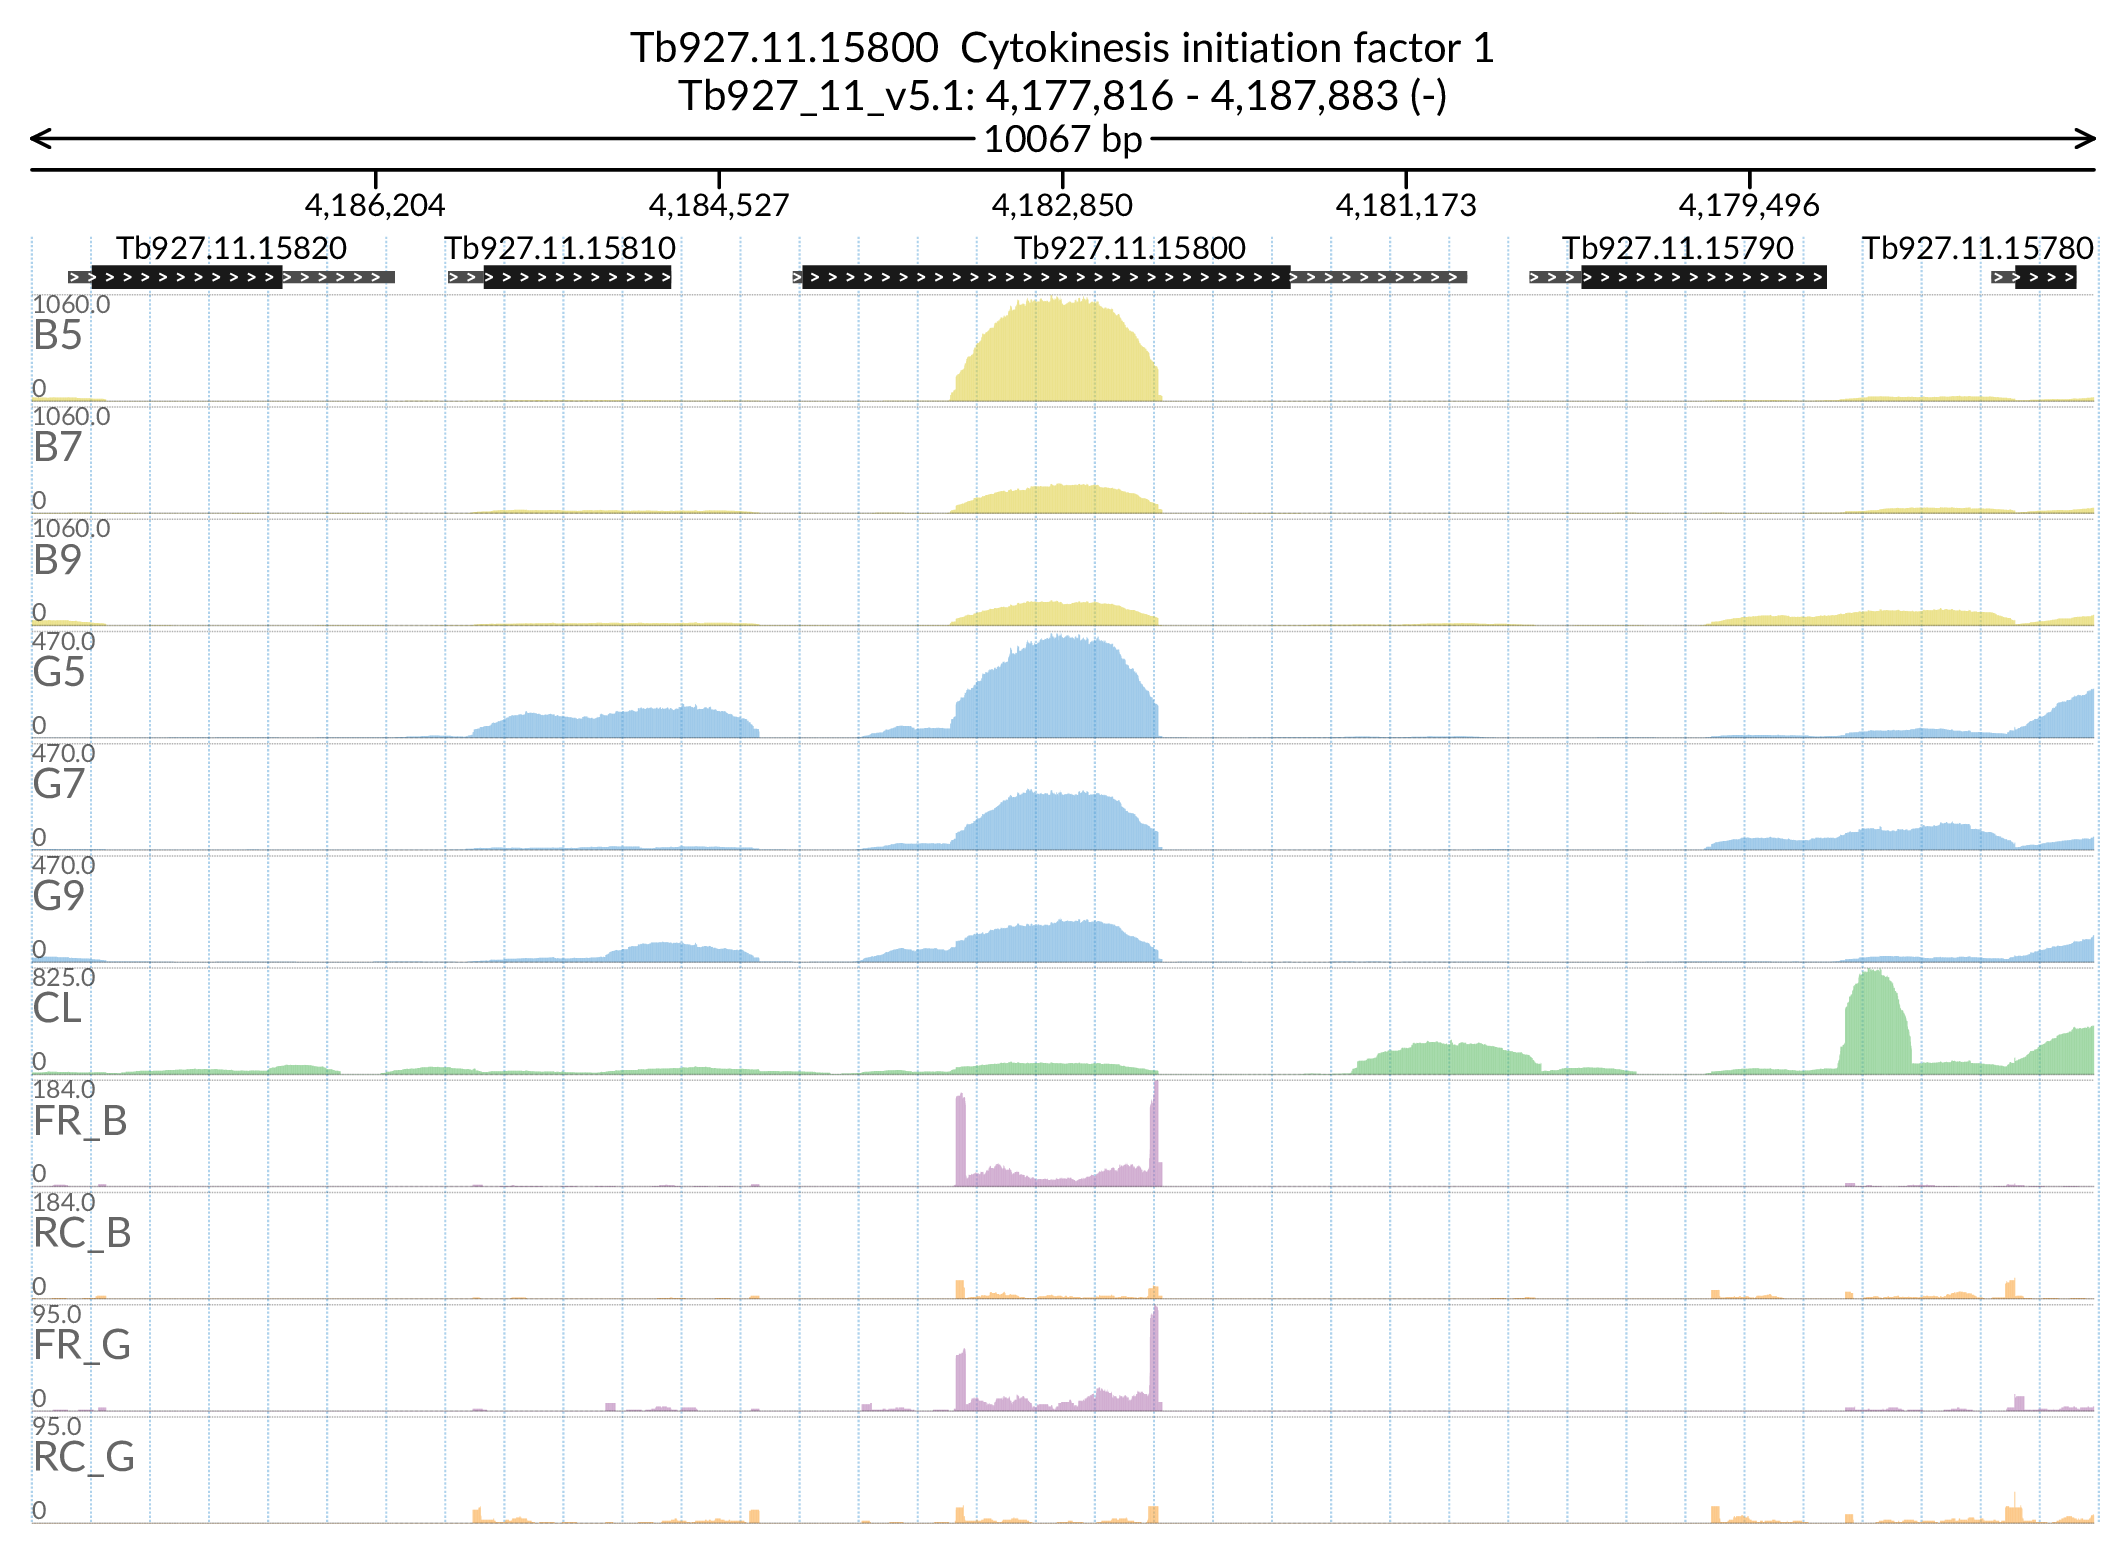 Tb927.11.15800  Cytokinesis initiation factor 1
Tb927_11_v5.1: 4,177,816 - 4,187,883 (-)
10067 bp
4,186,204 4,184,527 4,182,850 4,181,173 4,179,496
Tb927.11.15820 Tb927.11.15810 Tb927.11.15800 Tb927.11.15790 Tb927.11.15780
1060.0
B5
0
1060.0
B7
0
1060.0
B9
0
470.0
G5
0
470.0
G7
0
470.0
G9
0
825.0
CL
0
184.0
FR_B
0
184.0
RC_B
0
95.0
FR_G
0
95.0
RC_G
0